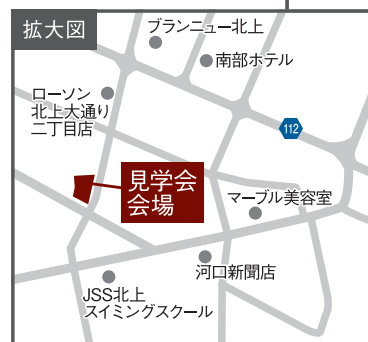 拡大図
ブランニュー北上
南部ホテル
ローソン
北上大通り
二丁目店
112
見学会
会場
マーブル美容室
河口新聞店
JSS北上
スイミングスクール